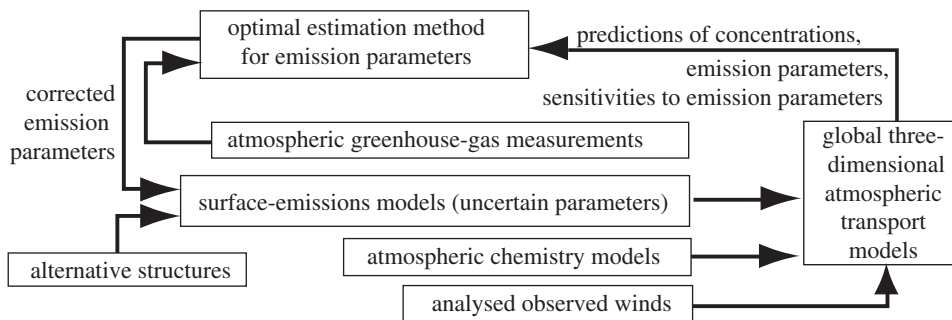 optimal estimation method
for emission parameters
predictions of concentrations,
emission parameters,
sensitivities to emission parameters
corrected
emission
parameters
atmospheric greenhouse-gas measurements
global three-
dimensional
atmospheric
transport
models
surface-emissions models (uncertain parameters)
alternative structures
atmospheric chemistry models
analysed observed winds